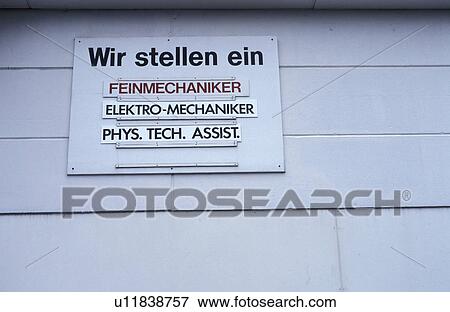 Wir stellen ein
FEINMECHANIKER
ELEKTRO-MECHANIKER
PHYS. TECH. ASSIST.
FOTOSEARCH®
u11838757 www.fotosearch.com